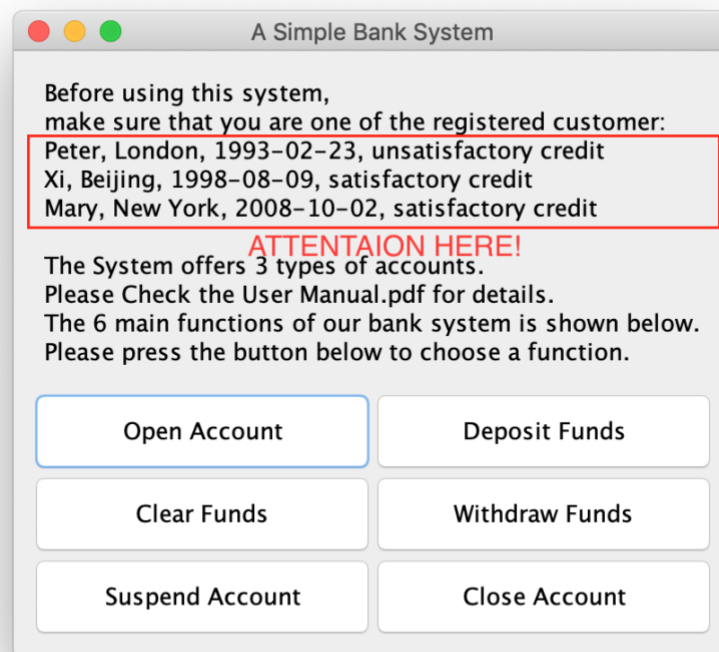 A Simple Bank System
Before using this system,
make sure that you are one of the registered customer:
Peter, London, 1993-02-23, unsatisfactory credit
Xi, Beijing, 1998-08-09, satisfactory credit
Mary, New York, 2008-10-02, satisfactory credit
ATTENTAION HERE!
The System offers 3 types of accounts.
Please Check the User Manual.pdf for details.
The 6 main functions of our bank system is shown below.
Please press the button below to choose a function.
Open Account
Deposit Funds
Clear Funds
Withdraw Funds
Suspend Account
Close Account